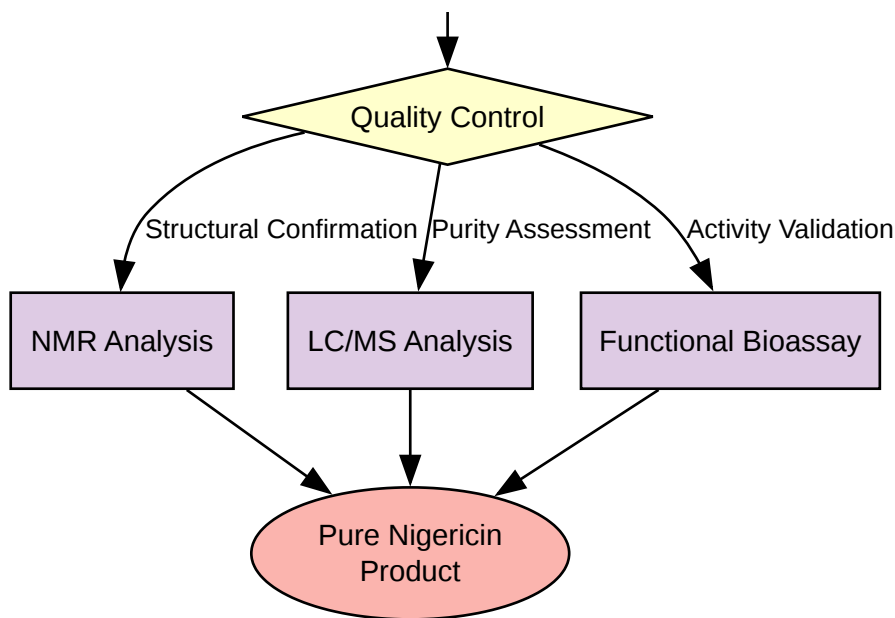 Quality Control
Structural Confirmation
Purity Assessment
Activity Validation
NMR Analysis
LC/MS Analysis
Functional Bioassay
Pure Nigericin
Product